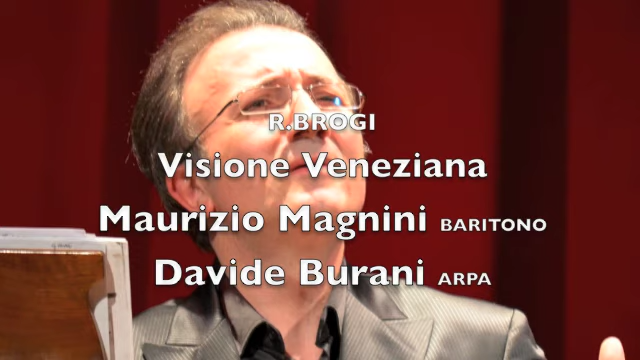 R.BROGI
Visione Veneziana
Maurizio Magnini BARITONO
Davide Burani ARPA